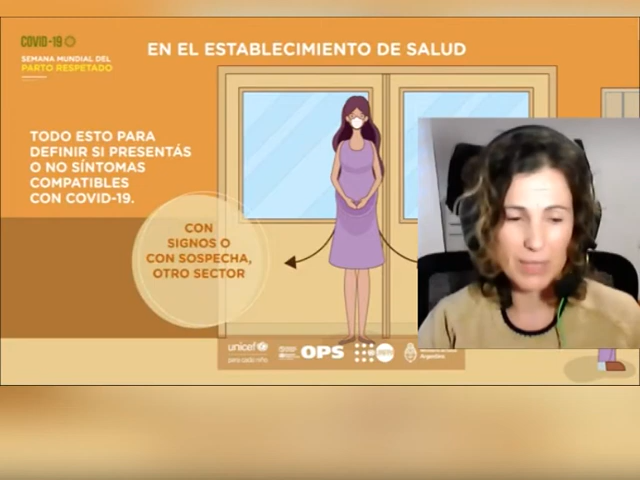 COVID-19
SEMANA MUNDIAL DEL
PARTO RESPETADO
EN EL ESTABLECIMIENTO DE SALUD
TODO ESTO PARA
DEFINIR SI PRESENTÁS
O NO SÍNTOMAS
COMPATIBLES
CON COVID-19.
CON
SIGNOS O
CON SOSPECHA,
OTRO SECTOR
unicef
para cada niño
OPS
Argentina